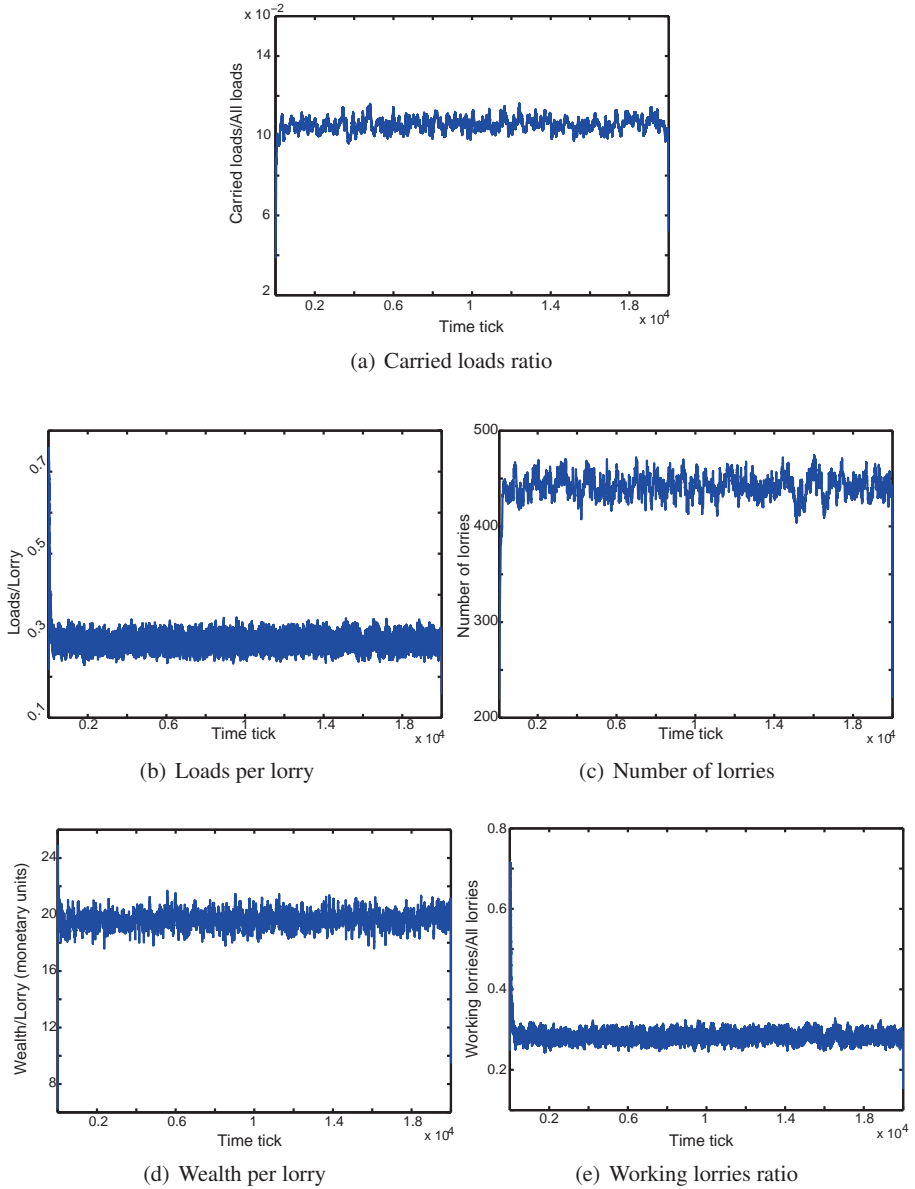 x 10⁻²
14
10
6
2
Carried loads/All loads
0.2 0.6 1 1.4 1.8
x 10⁴
Time tick
(a) Carried loads ratio
0.7
0.5
0.3
0.1
Loads/Lorry
0.2 0.6 1 1.4 1.8
x 10⁴
Time tick
(b) Loads per lorry
500
400
300
200
Number of lorries
0.2 0.6 1 1.4 1.8
x 10⁴
Time tick
(c) Number of lorries
24
20
16
12
8
Wealth/Lorry (monetary units)
0.2 0.6 1 1.4 1.8
x 10⁴
Time tick
(d) Wealth per lorry
0.8
0.6
0.4
0.2
Working lorries/All lorries
0.2 0.6 1 1.4 1.8
x 10⁴
Time tick
(e) Working lorries ratio